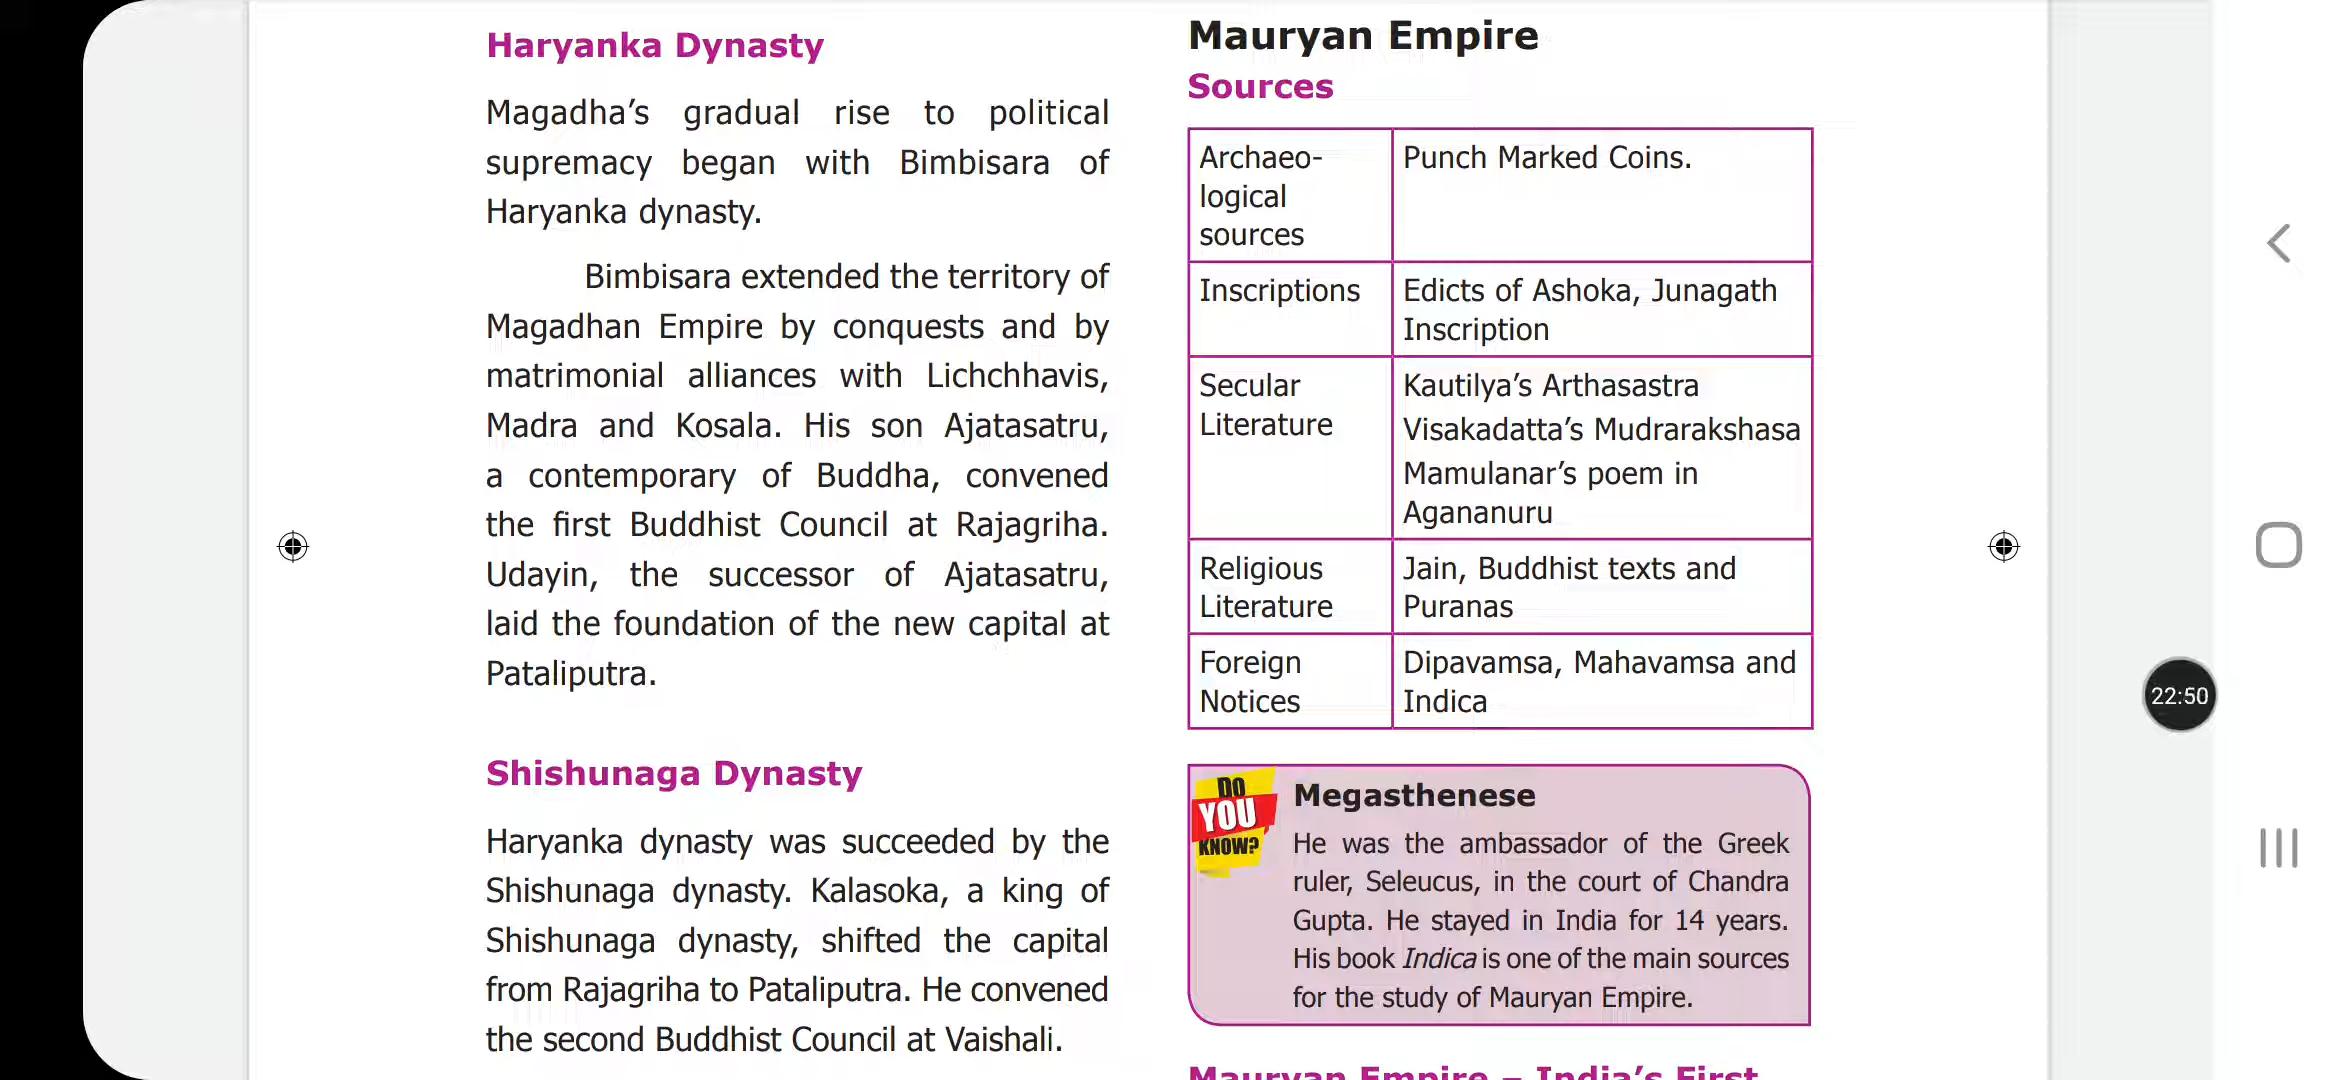 Haryanka Dynasty
Magadha's gradual rise to political
supremacy began with Bimbisara of
Haryanka dynasty.
Bimbisara extended the territory of
Magadhan Empire by conquests and by
matrimonial alliances with Lichchhavis,
Madra and Kosala. His son Ajatasatru,
a contemporary of Buddha, convened
the first Buddhist Council at Rajagriha.
Udayin, the successor of Ajatasatru,
laid the foundation of the new capital at
Pataliputra.
Shishunaga Dynasty
Haryanka dynasty was succeeded by the
Shishunaga dynasty. Kalasoka, a king of
Shishunaga dynasty, shifted the capital
from Rajagriha to Pataliputra. He convened
the second Buddhist Council at Vaishali.
Mauryan Empire
Sources
Archaeo-
logical
sources
Punch Marked Coins.
Inscriptions
Edicts of Ashoka, Junagath
Inscription
Secular
Literature
Kautilya's Arthasastra
Visakadatta's Mudrarakshasa
Mamulanar's poem in
Agananuru
Religious
Literature
Jain, Buddhist texts and
Puranas
Foreign
Notices
Dipavamsa, Mahavamsa and
Indica
DO
YOU
KNOW?
Megasthenese
He was the ambassador of the Greek
ruler, Seleucus, in the court of Chandra
Gupta. He stayed in India for 14 years.
His book Indica is one of the main sources
for the study of Mauryan Empire.
Mauryan Empire – India's First
22:50